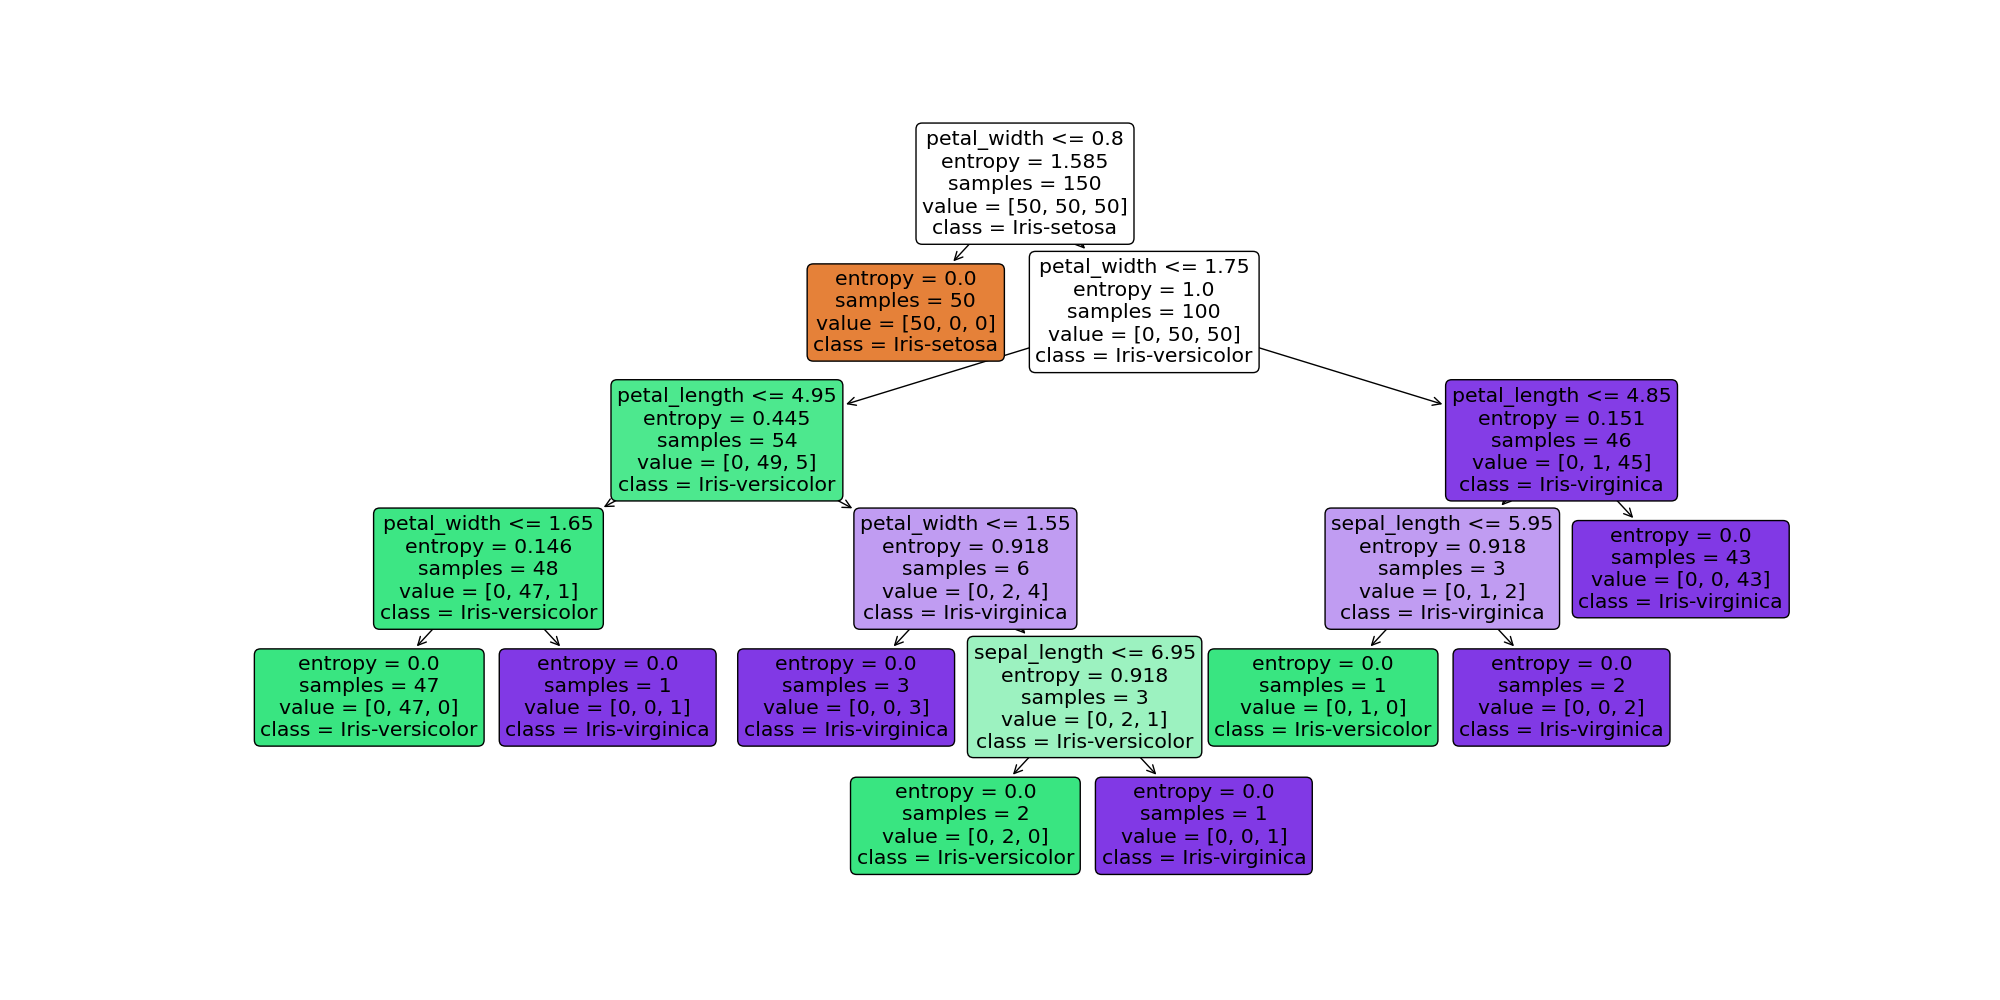 petal_width <= 0.8
entropy = 1.585
samples = 150
value = [50, 50, 50]
class = Iris-setosa
entropy = 0.0
samples = 50
value = [50, 0, 0]
class = Iris-setosa
petal_width <= 1.75
entropy = 1.0
samples = 100
value = [0, 50, 50]
class = Iris-versicolor
petal_length <= 4.95
entropy = 0.445
samples = 54
value = [0, 49, 5]
class = Iris-versicolor
petal_length <= 4.85
entropy = 0.151
samples = 46
value = [0, 1, 45]
class = Iris-virginica
petal_width <= 1.65
entropy = 0.146
samples = 48
value = [0, 47, 1]
class = Iris-versicolor
petal_width <= 1.55
entropy = 0.918
samples = 6
value = [0, 2, 4]
class = Iris-virginica
sepal_length <= 5.95
entropy = 0.918
samples = 3
value = [0, 1, 2]
class = Iris-virginica
entropy = 0.0
samples = 43
value = [0, 0, 43]
class = Iris-virginica
entropy = 0.0
samples = 47
value = [0, 47, 0]
class = Iris-versicolor
entropy = 0.0
samples = 1
value = [0, 0, 1]
class = Iris-virginica
entropy = 0.0
samples = 3
value = [0, 0, 3]
class = Iris-virginica
sepal_length <= 6.95
entropy = 0.918
samples = 3
value = [0, 2, 1]
class = Iris-versicolor
entropy = 0.0
samples = 1
value = [0, 1, 0]
class = Iris-versicolor
entropy = 0.0
samples = 2
value = [0, 0, 2]
class = Iris-virginica
entropy = 0.0
samples = 2
value = [0, 2, 0]
class = Iris-versicolor
entropy = 0.0
samples = 1
value = [0, 0, 1]
class = Iris-virginica